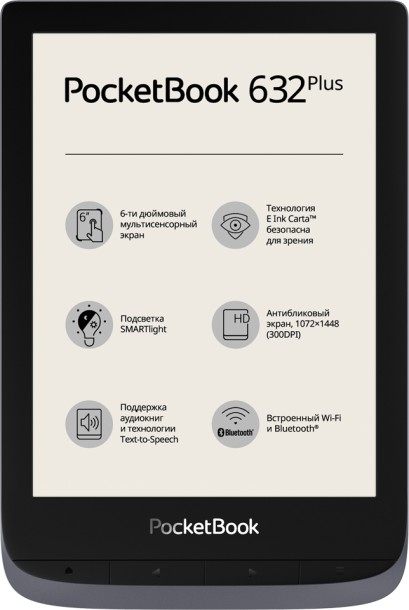 PocketBook 632 Plus
6"
6-ти дюймовый
мультисенсорный
экран
Технология
E Ink Carta™
безопасна
для зрения
Подсветка
SMARTlight
HD
Антибликовый
экран, 1072×1448
(300DPI)
Поддержка
аудиокниг
и технологии
Text-to-Speech
Bluetooth®
Встроенный Wi-Fi
и Bluetooth®
PocketBook